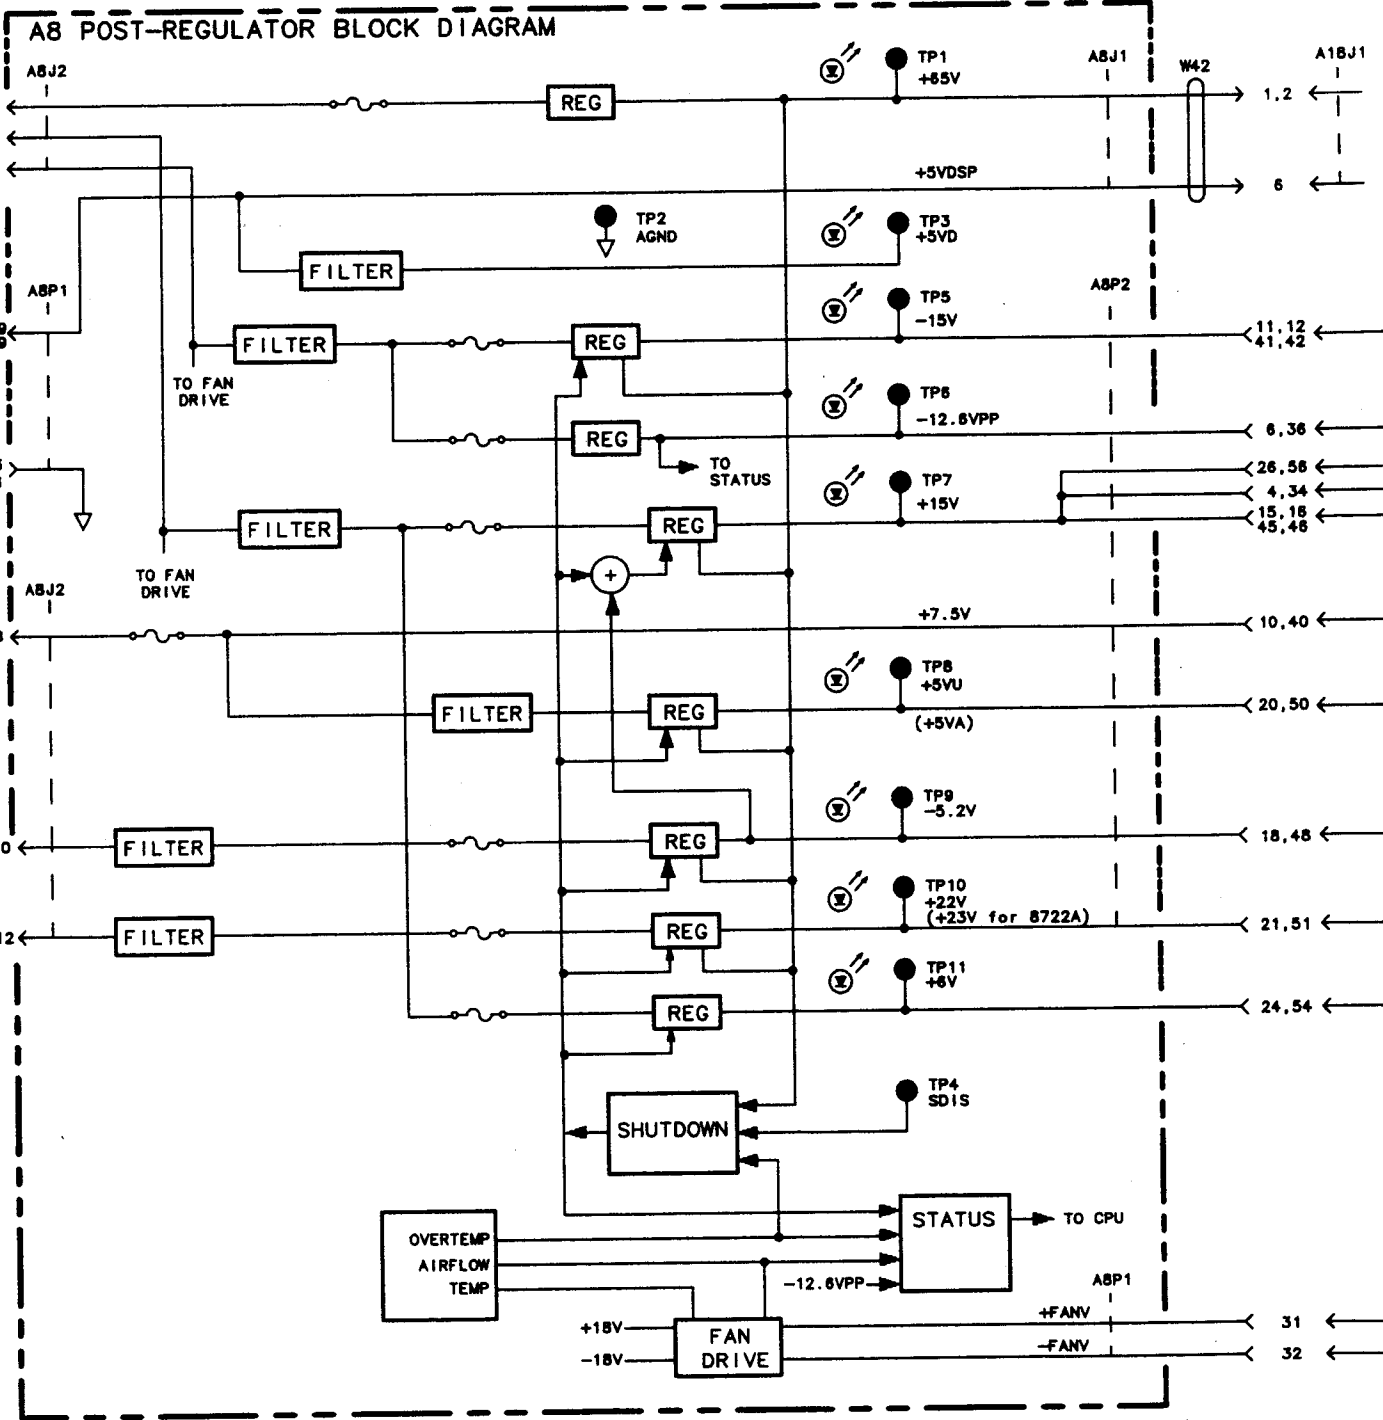 A8 POST-REGULATOR BLOCK DIAGRAM
A8J2
REG
TP1
+65V
A8J1
W42
A18J1
1,2
+5VDSP
6
TP2
AGND
TP3
+5VD
FILTER
A8P1
A8P2
TP5
-15V
11,12
41,42
FILTER
REG
TO FAN
DRIVE
TP6
-12.6VPP
6,36
REG
TO
STATUS
26,56
TP7
+15V
4,34
15,16
45,46
FILTER
REG
+
TO FAN
DRIVE
A8J2
+7.5V
10,40
TP8
+5VU
(+5VA)
FILTER
REG
20,50
TP9
-5.2V
0
FILTER
REG
18,48
TP10
+22V
(+23V for 8722A)
12
FILTER
REG
21,51
TP11
+6V
REG
24,54
TP4
SDIS
SHUTDOWN
STATUS
TO CPU
OVERTEMP
AIRFLOW
TEMP
-12.6VPP
A8P1
+FANV
31
+18V
FAN
DRIVE
-18V
-FANV
32